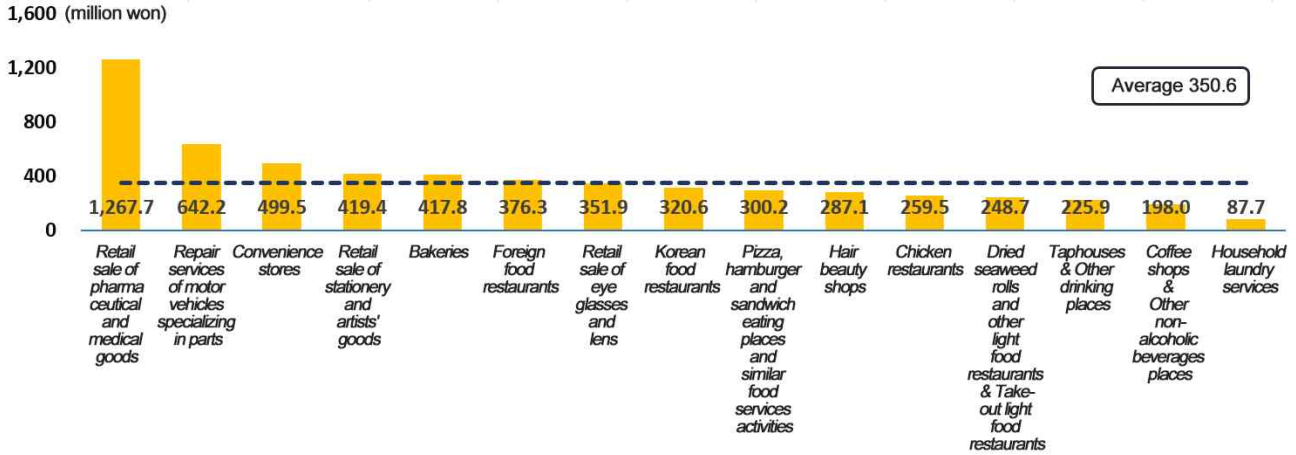 1,600 (million won)
1,200
800
400
0
Average 350.6
1,267.7 642.2 499.5 419.4 417.8 376.3 351.9 320.6 300.2 287.1 259.5 248.7 225.9 198.0 87.7
Retail
sale of
pharma
ceutical
and
medical
goods
Repair
services
of motor
vehicles
specializing
in parts
Convenience
stores
Retail
sale of
stationery
and
artists'
goods
Bakeries
Foreign
food
restaurants
Retail
sale of
eye
glasses
and
lens
Korean
food
restaurants
Pizza,
hamburger
and
sandwich
eating
places
and
similar
food
services
activities
Hair
beauty
shops
Chicken
restaurants
Dried
seaweed
rolls
and
other
light
food
restaurants
& Take-
out light
food
restaurants
Taphouses
& Other
drinking
places
Coffee
shops
&
Other
non-
alcoholic
beverages
places
Household
laundry
services